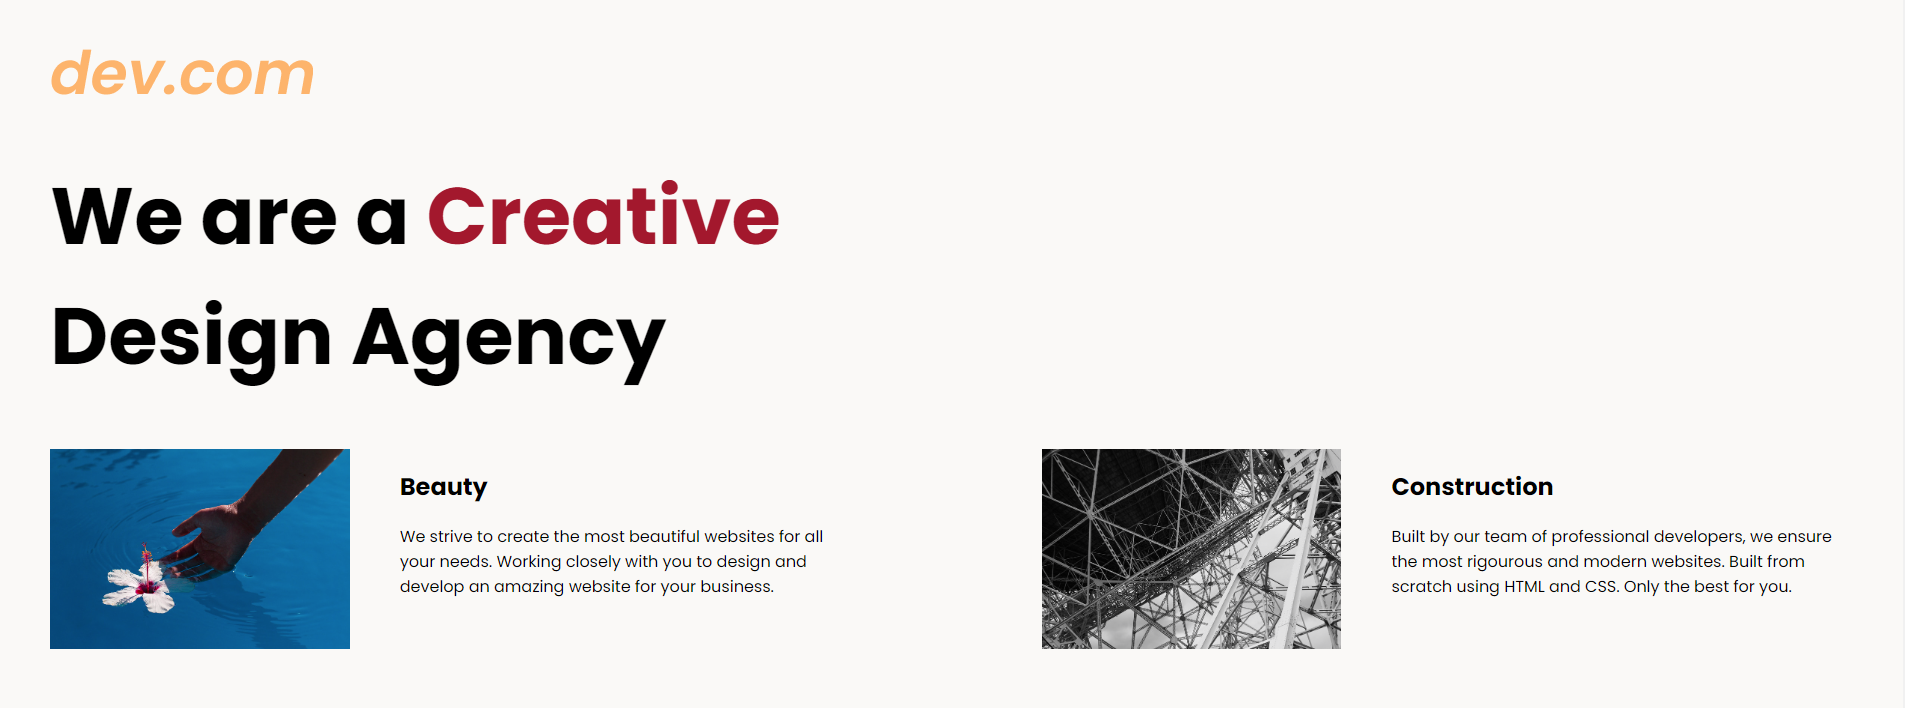 dev.com
We are a Creative
Design Agency
Beauty
We strive to create the most beautiful websites for all
your needs. Working closely with you to design and
develop an amazing website for your business.
Construction
Built by our team of professional developers, we ensure
the most rigourous and modern websites. Built from
scratch using HTML and CSS. Only the best for you.